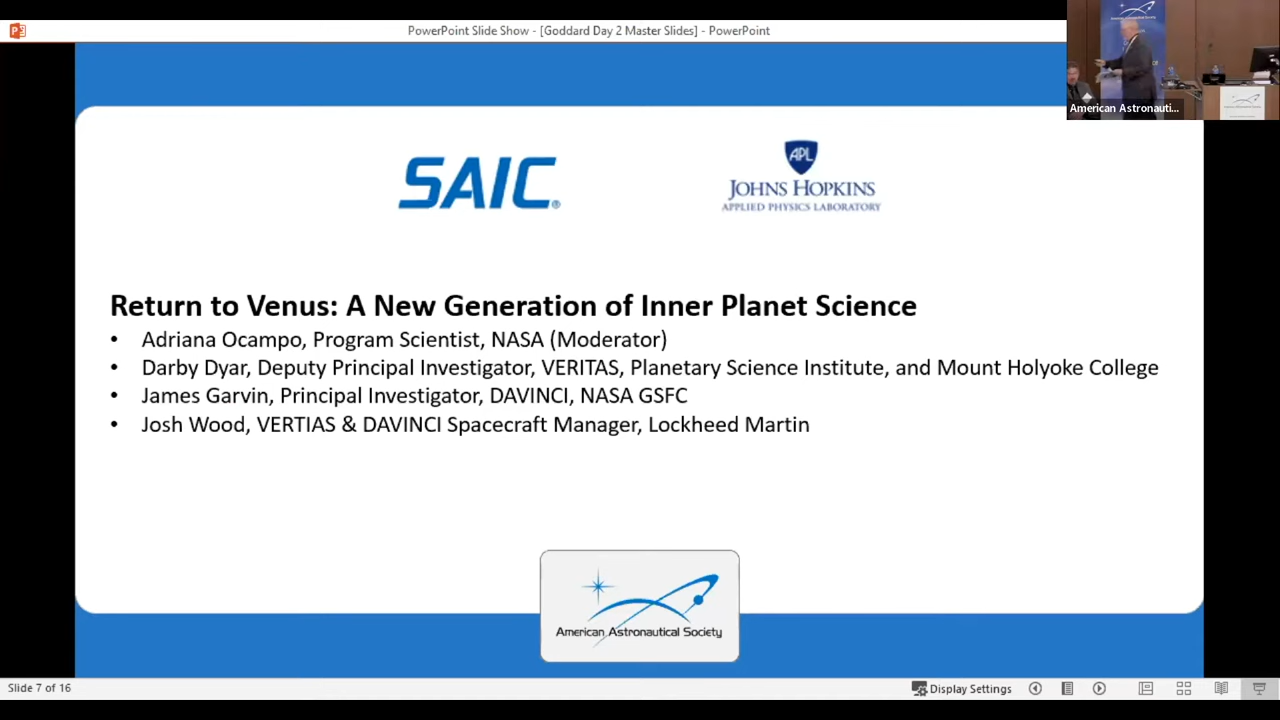 PowerPoint Slide Show - [Goddard Day 2 Master Slides] - PowerPoint
American Astronauti...
SAIC®
APL
JOHNS HOPKINS
APPLIED PHYSICS LABORATORY
Return to Venus: A New Generation of Inner Planet Science
• Adriana Ocampo, Program Scientist, NASA (Moderator)
• Darby Dyar, Deputy Principal Investigator, VERITAS, Planetary Science Institute, and Mount Holyoke College
• James Garvin, Principal Investigator, DAVINCI, NASA GSFC
• Josh Wood, VERTIAS & DAVINCI Spacecraft Manager, Lockheed Martin
American Astronautical Society
Slide 7 of 16
Display Settings